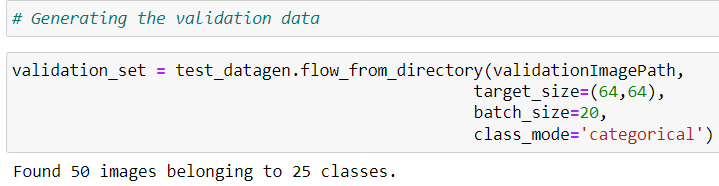 # Generating the validation data
validation_set = test_datagen.flow_from_directory(validationImagePath,
target_size=(64,64),
batch_size=20,
class_mode='categorical')
Found 50 images belonging to 25 classes.